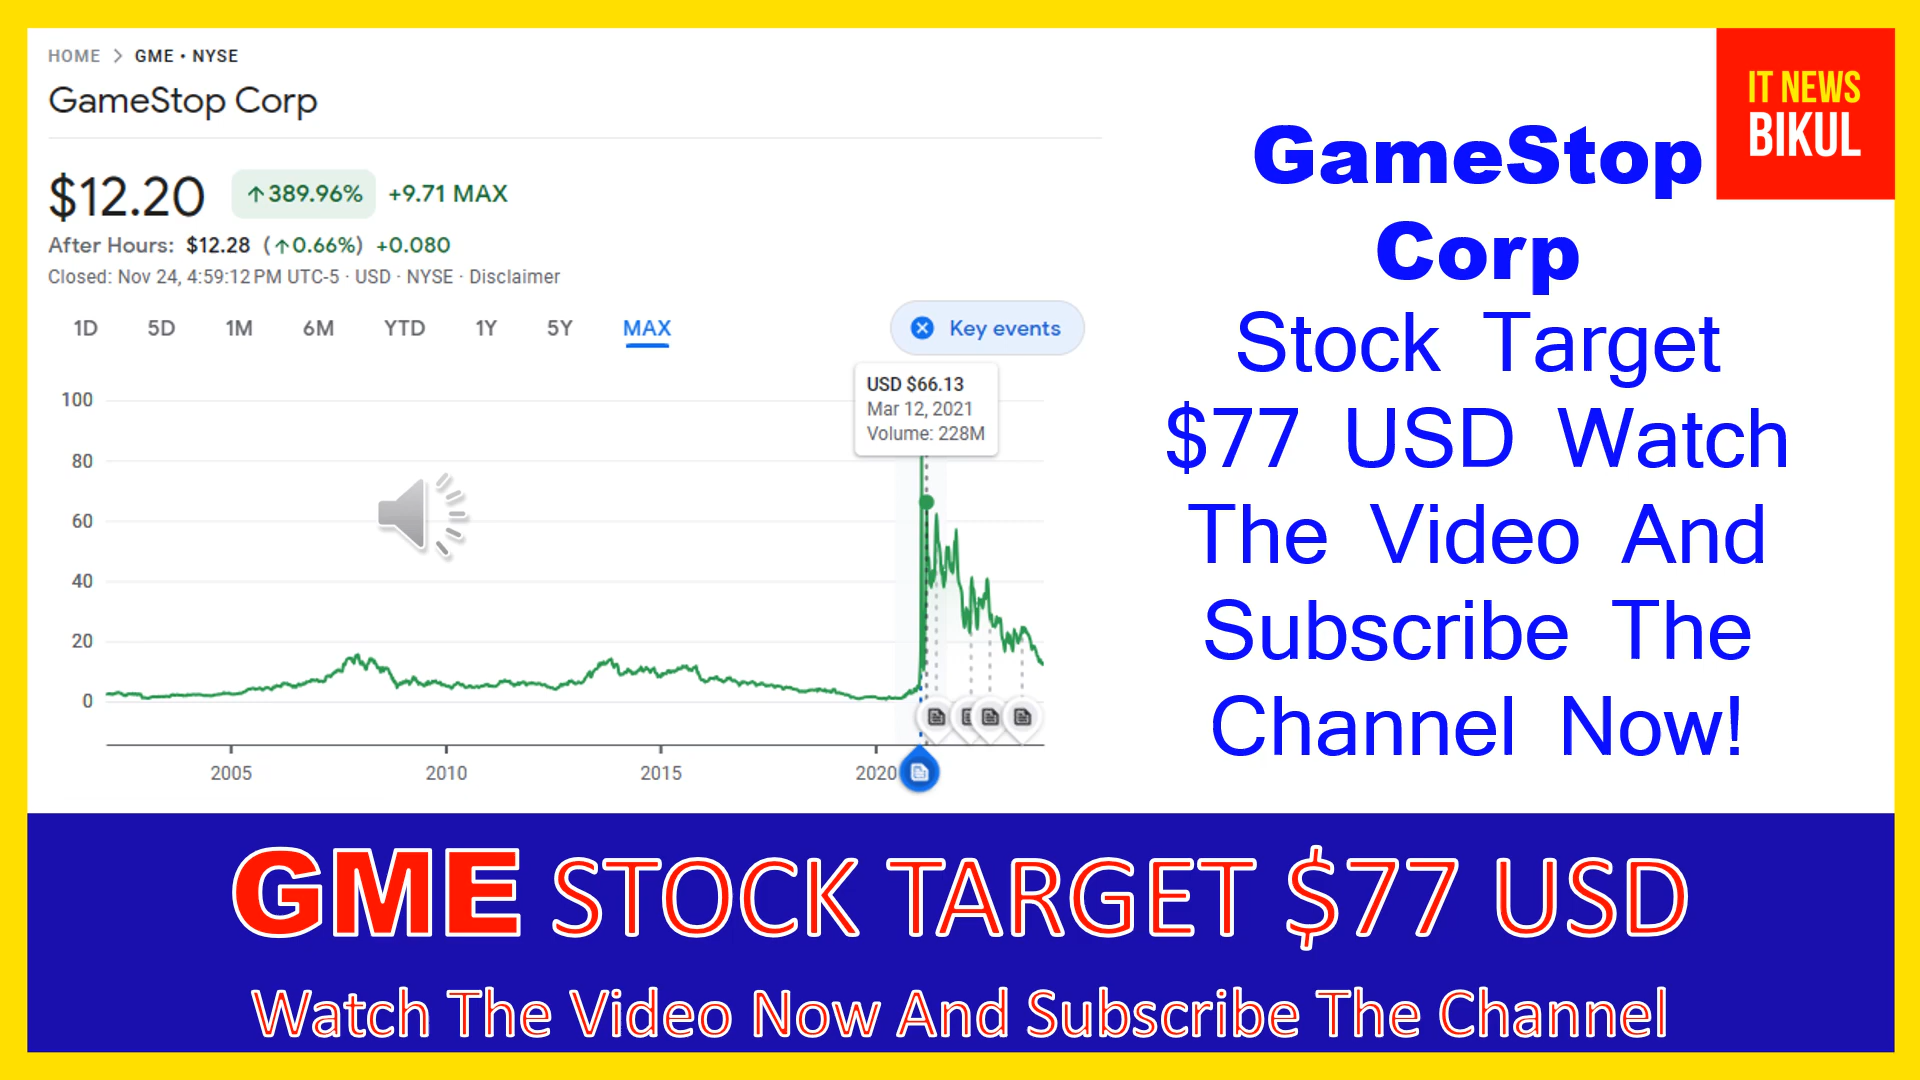 HOME > GME • NYSE
GameStop Corp
$12.20 ↑389.96% +9.71 MAX
After Hours: $12.28 (↑0.66%) +0.080
Closed: Nov 24, 4:59:12 PM UTC-5 · USD · NYSE · Disclaimer
1D 5D 1M 6M YTD 1Y 5Y MAX
Key events
USD $66.13
Mar 12, 2021
Volume: 228M
100
80
60
40
20
0
2005 2010 2015 2020
IT NEWS
BIKUL
GameStop
Corp
Stock Target
$77 USD Watch
The Video And
Subscribe The
Channel Now!
GME STOCK TARGET $77 USD
Watch The Video Now And Subscribe The Channel